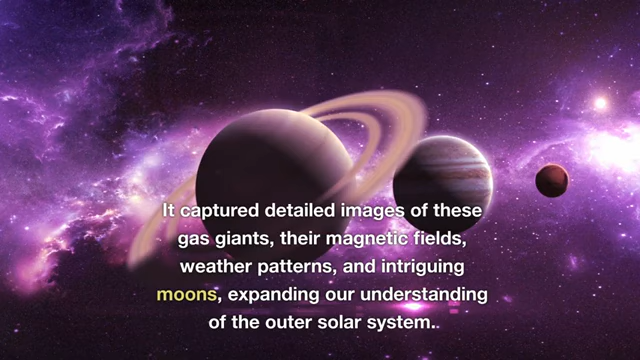 It captured detailed images of these
gas giants, their magnetic fields,
weather patterns, and intriguing
moons, expanding our understanding
of the outer solar system.